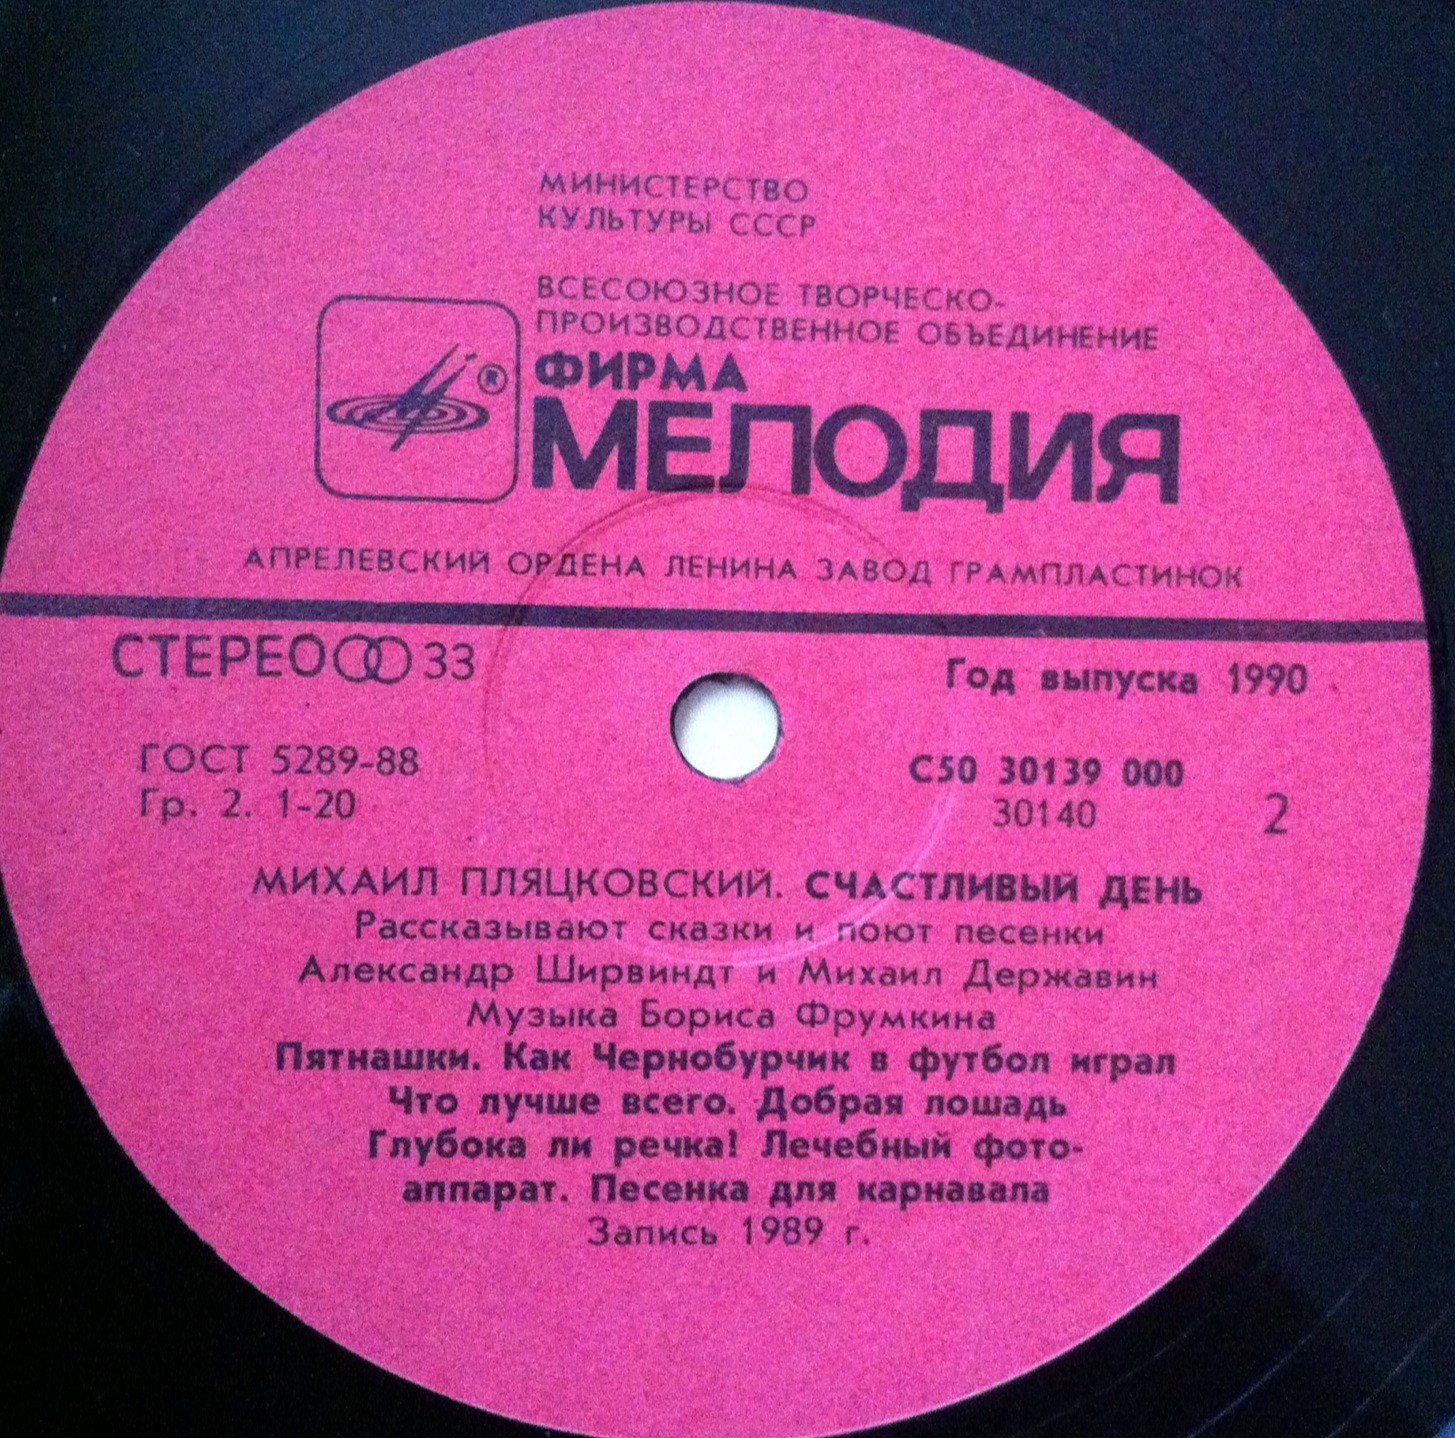 МИНИСТЕРСТВО
КУЛЬТУРЫ СССР
ВСЕСОЮЗНОЕ ТВОРЧЕСКО-
ПРОИЗВОДСТВЕННОЕ ОБЪЕДИНЕНИЕ
ФИРМА
®
МЕЛОДИЯ
АПРЕЛЕВСКИЙ ОРДЕНА ЛЕНИНА ЗАВОД ГРАМПЛАСТИНОК
СТЕРЕО 33
Год выпуска 1990
ГОСТ 5289-88
Гр. 2. 1-20
С50 30139 000
30140
2
МИХАИЛ ПЛЯЦКОВСКИЙ. СЧАСТЛИВЫЙ ДЕНЬ
Рассказывают сказки и поют песенки
Александр Ширвиндт и Михаил Державин
Музыка Бориса Фрумкина
Пятнашки. Как Чернобурчик в футбол играл
Что лучше всего. Добрая лошадь
Глубока ли речка! Лечебный фото-
аппарат. Песенка для карнавала
Запись 1989 г.